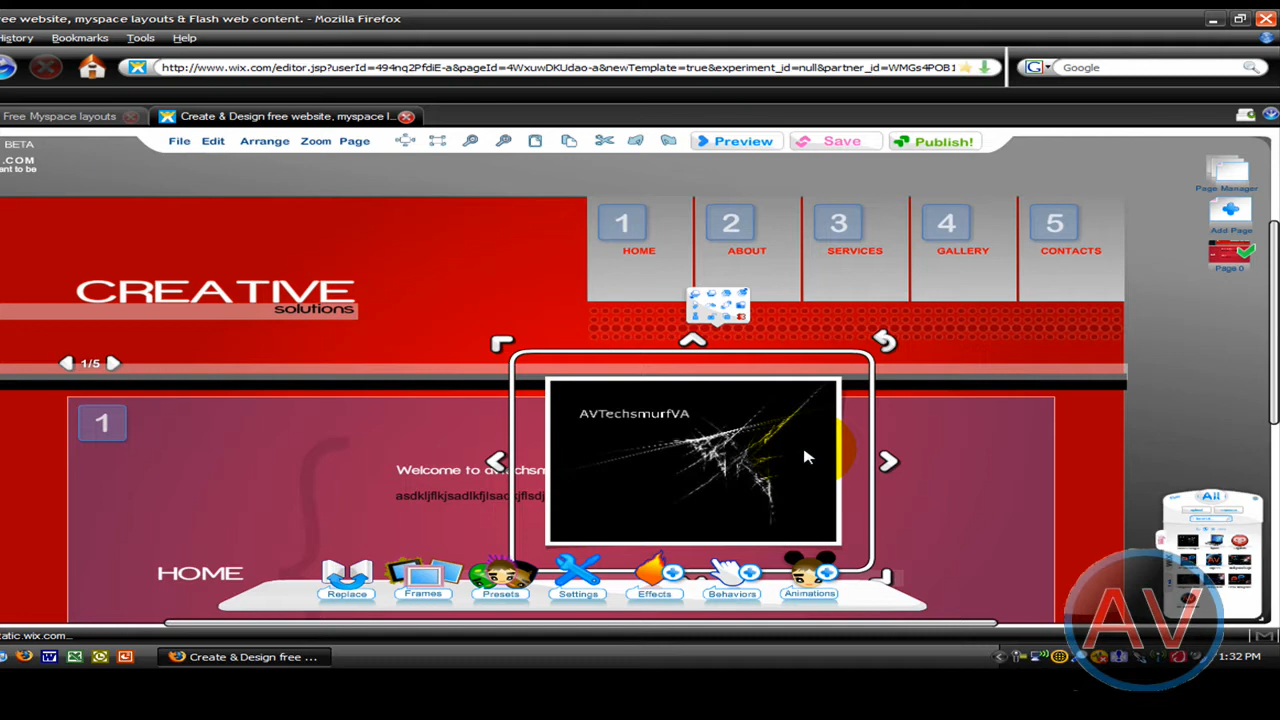 ree website, myspace layouts & Flash web content. - Mozilla Firefox
History Bookmarks Tools Help
http://www.wix.com/editor.jsp?userId=494nq2PfdiE-a&pageId=4WxuwDKUdao-a&newTemplate=true&experiment_id=null&partner_id=WMGs4POB1
G Google
Free Myspace layouts
Create & Design free website, myspace l...
BETA
.COM
ant to be
File Edit Arrange Zoom Page
Preview Save Publish!
Page Manager
Add Page
Page 0
1 2 3 4 5
HOME ABOUT SERVICES GALLERY CONTACTS
CREATIVE
solutions
1/5
1
AVTechsmurfVA
Welcome to
HOME
Replace Frames Presets Settings Effects Behaviors Animations
All
AV
tatic.wix.com...
Create & Design free ...
1:32 PM